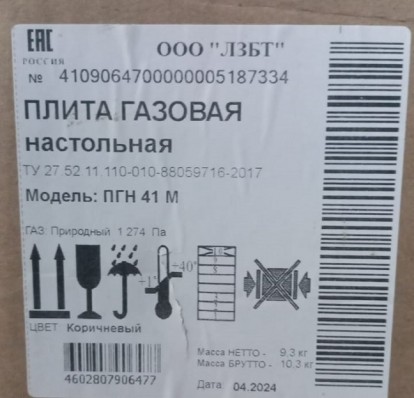 EAC ООО "ЛЗБТ"
РОССИЯ
№ 4109064700000005187334
ПЛИТА ГАЗОВАЯ
настольная
ТУ 27 52 11 110-010-88059716-2017
Модель: ПГН 41 М
ГАЗ Природный 1 274 Па
+1° +40°
ЦВЕТ Коричневый
Масса НЕТТО - 9,3 кг
Масса БРУТТО - 10,3 кг
4602807906477
Дата 04.2024